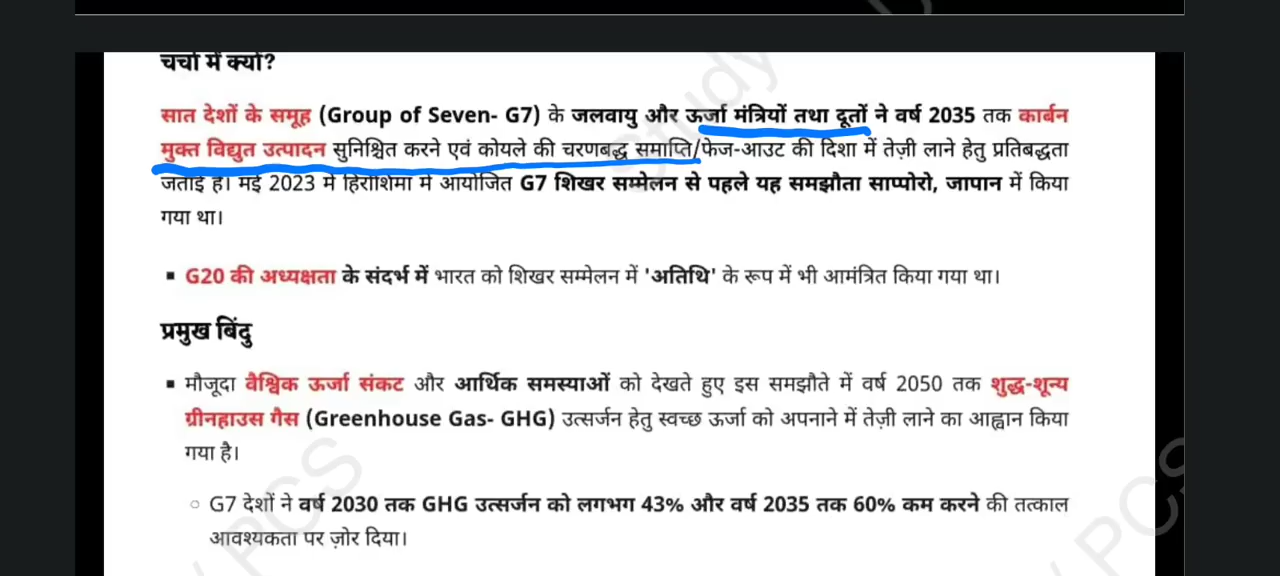 चर्चा में क्यों?
सात देशों के समूह (Group of Seven- G7) के जलवायु और ऊर्जा मंत्रियों तथा दूतों ने वर्ष 2035 तक कार्बन
मुक्त विद्युत उत्पादन सुनिश्चित करने एवं कोयले की चरणबद्ध समाप्ति/फेज-आउट की दिशा में तेज़ी लाने हेतु प्रतिबद्धता
जताई है। मई 2023 में हिरोशिमा में आयोजित G7 शिखर सम्मेलन से पहले यह समझौता साप्पोरो, जापान में किया
गया था।
▪ G20 की अध्यक्षता के संदर्भ में भारत को शिखर सम्मेलन में 'अतिथि' के रूप में भी आमंत्रित किया गया था।
प्रमुख बिंदु
▪ मौजूदा वैश्विक ऊर्जा संकट और आर्थिक समस्याओं को देखते हुए इस समझौते में वर्ष 2050 तक शुद्ध-शून्य
ग्रीनहाउस गैस (Greenhouse Gas- GHG) उत्सर्जन हेतु स्वच्छ ऊर्जा को अपनाने में तेज़ी लाने का आह्वान किया
गया है।
○ G7 देशों ने वर्ष 2030 तक GHG उत्सर्जन को लगभग 43% और वर्ष 2035 तक 60% कम करने की तत्काल
आवश्यकता पर ज़ोर दिया।
Study
PCS
PCS